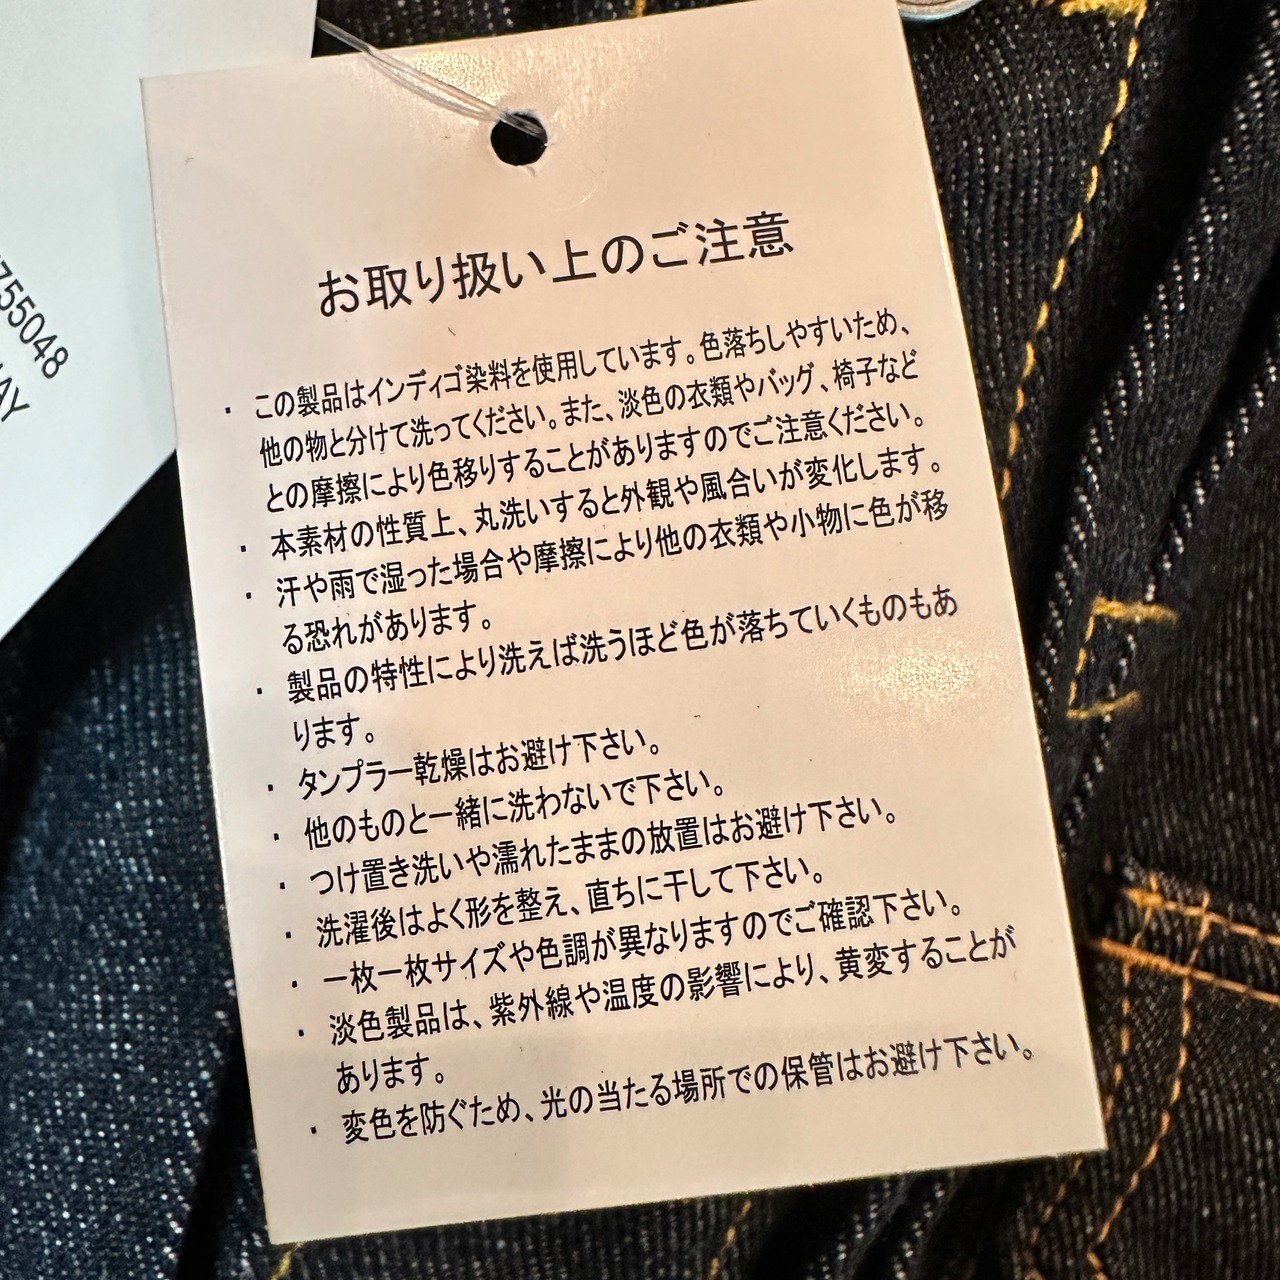 755048
AY
お取り扱い上のご注意
・この製品はインディゴ染料を使用しています。色落ちしやすいため、
他の物と分けて洗ってください。また、淡色の衣類やバッグ、椅子など
との摩擦により色移りすることがありますのでご注意ください。
・本素材の性質上、丸洗いすると外観や風合いが変化します。
・汗や雨で湿った場合や摩擦により他の衣類や小物に色が移
る恐れがあります。
・製品の特性により洗えば洗うほど色が落ちていくものもあ
ります。
・タンブラー乾燥はお避け下さい。
・他のものと一緒に洗わないで下さい。
・つけ置き洗いや濡れたままの放置はお避け下さい。
・洗濯後はよく形を整え、直ちに干して下さい。
・一枚一枚サイズや色調が異なりますのでご確認下さい。
・淡色製品は、紫外線や温度の影響により、黄変することが
あります。
・変色を防ぐため、光の当たる場所での保管はお避け下さい。